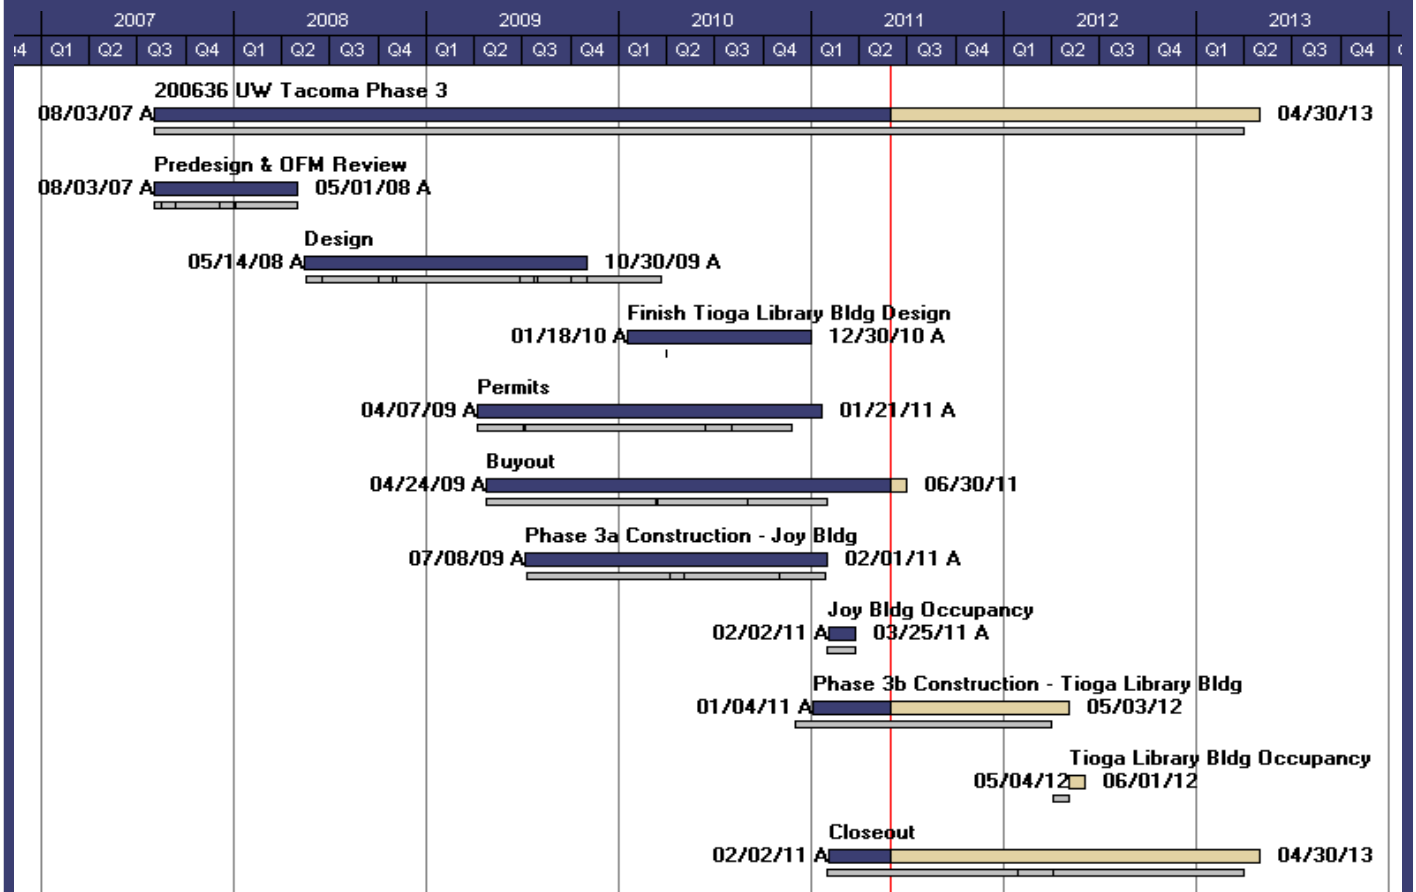 2007 2008 2009 2010 2011 2012 2013
Q4 Q1 Q2 Q3 Q4 Q1 Q2 Q3 Q4 Q1 Q2 Q3 Q4 Q1 Q2 Q3 Q4 Q1 Q2 Q3 Q4 Q1 Q2 Q3 Q4 Q1 Q2 Q3 Q4
200636 UW Tacoma Phase 3
08/03/07 A 04/30/13
Predesign & OFM Review
08/03/07 A 05/01/08 A
Design
05/14/08 A 10/30/09 A
Finish Tioga Library Bldg Design
01/18/10 A 12/30/10 A
Permits
04/07/09 A 01/21/11 A
Buyout
04/24/09 A 06/30/11
Phase 3a Construction - Joy Bldg
07/08/09 A 02/01/11 A
Joy Bldg Occupancy
02/02/11 A 03/25/11 A
Phase 3b Construction - Tioga Library Bldg
01/04/11 A 05/03/12
Tioga Library Bldg Occupancy
05/04/12 06/01/12
Closeout
02/02/11 A 04/30/13